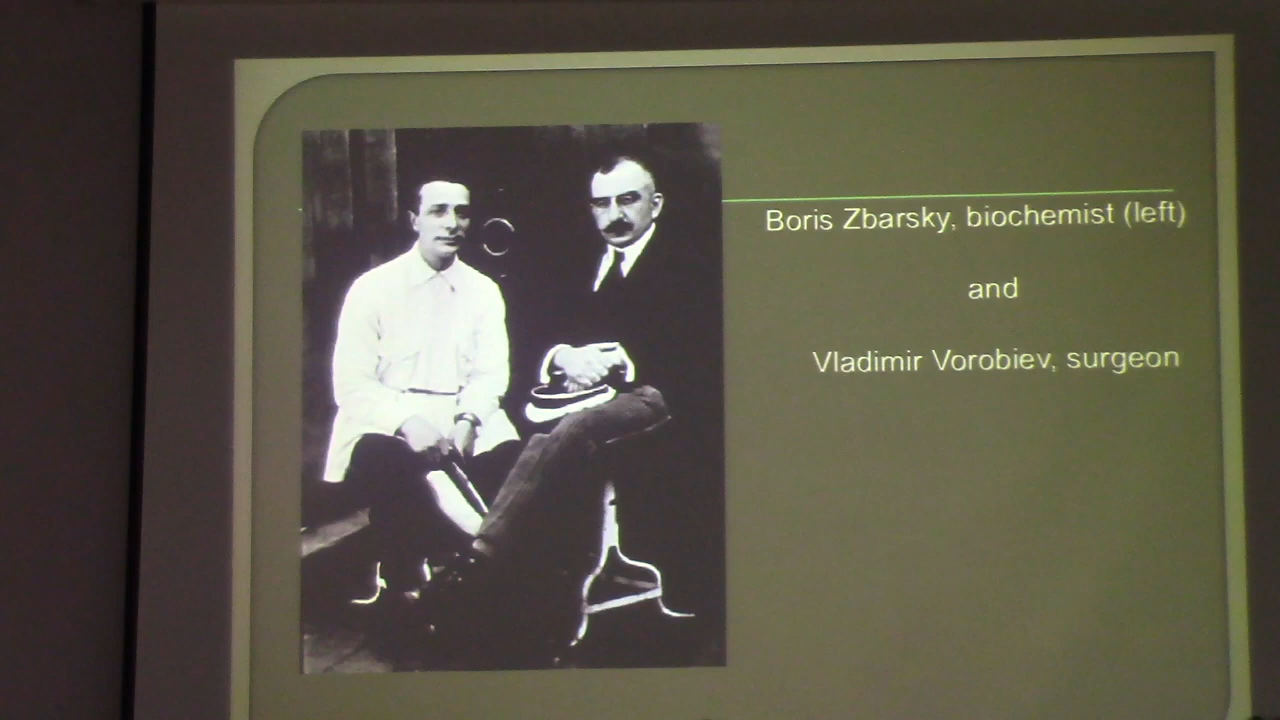 Boris Zbarsky, biochemist (left)
and
Vladimir Vorobiev, surgeon